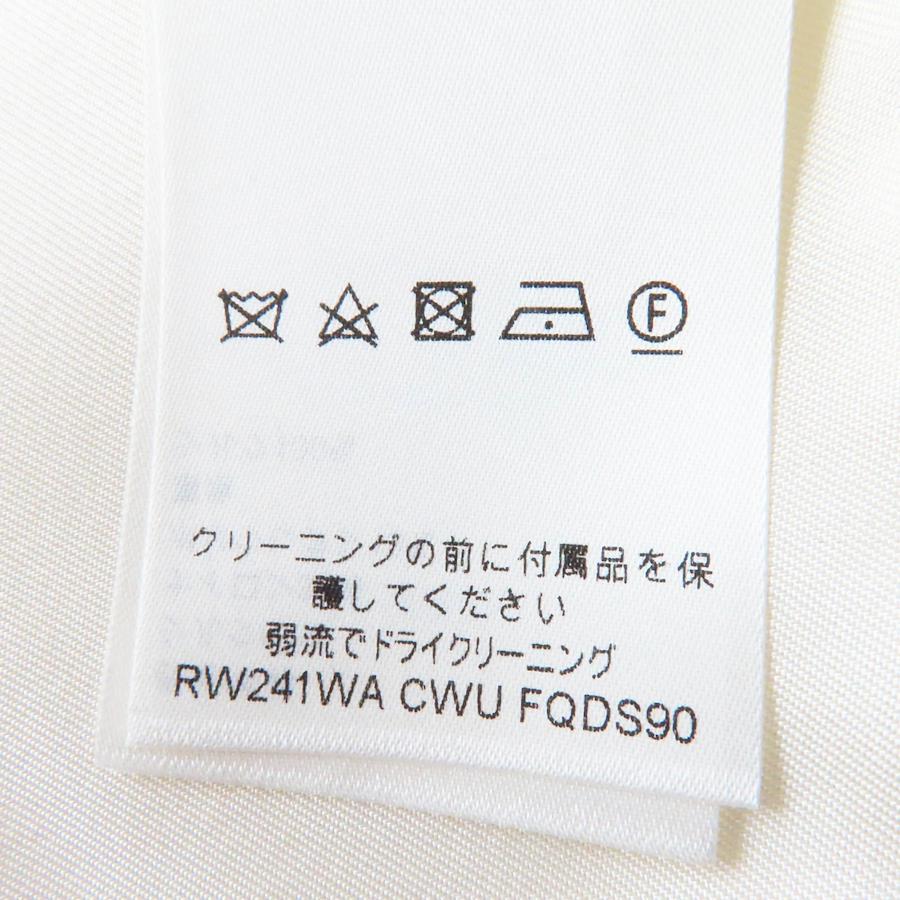 F
クリーニングの前に付属品を保
護してください
弱流でドライクリーニング
RW241WA CWU FQDS90